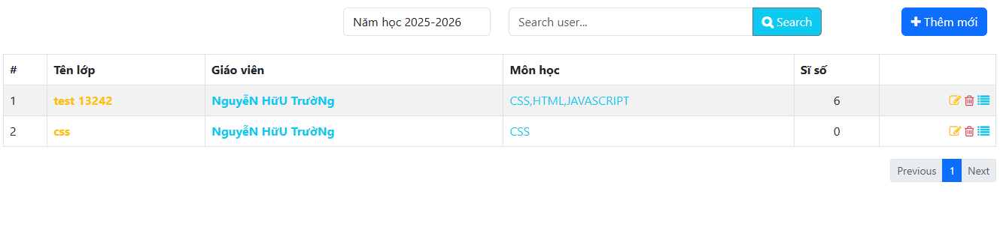 Năm học 2025-2026 Search user... Search Thêm mới
# Tên lớp Giáo viên Môn học Sĩ số
1 test 13242 NguyễN HữU TrườNg CSS,HTML,JAVASCRIPT 6
2 css NguyễN HữU TrườNg CSS 0
Previous 1 Next